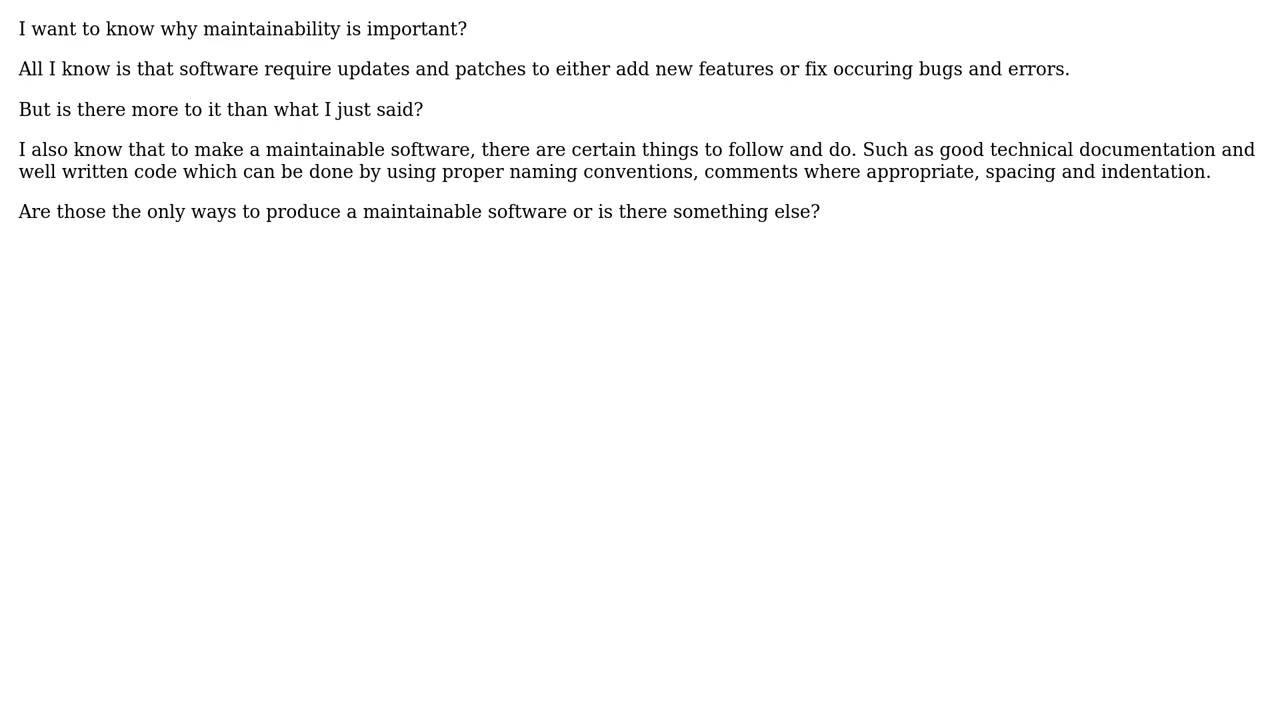 I want to know why maintainability is important?
All I know is that software require updates and patches to either add new features or fix occuring bugs and errors.
But is there more to it than what I just said?
I also know that to make a maintainable software, there are certain things to follow and do. Such as good technical documentation and
well written code which can be done by using proper naming conventions, comments where appropriate, spacing and indentation.
Are those the only ways to produce a maintainable software or is there something else?